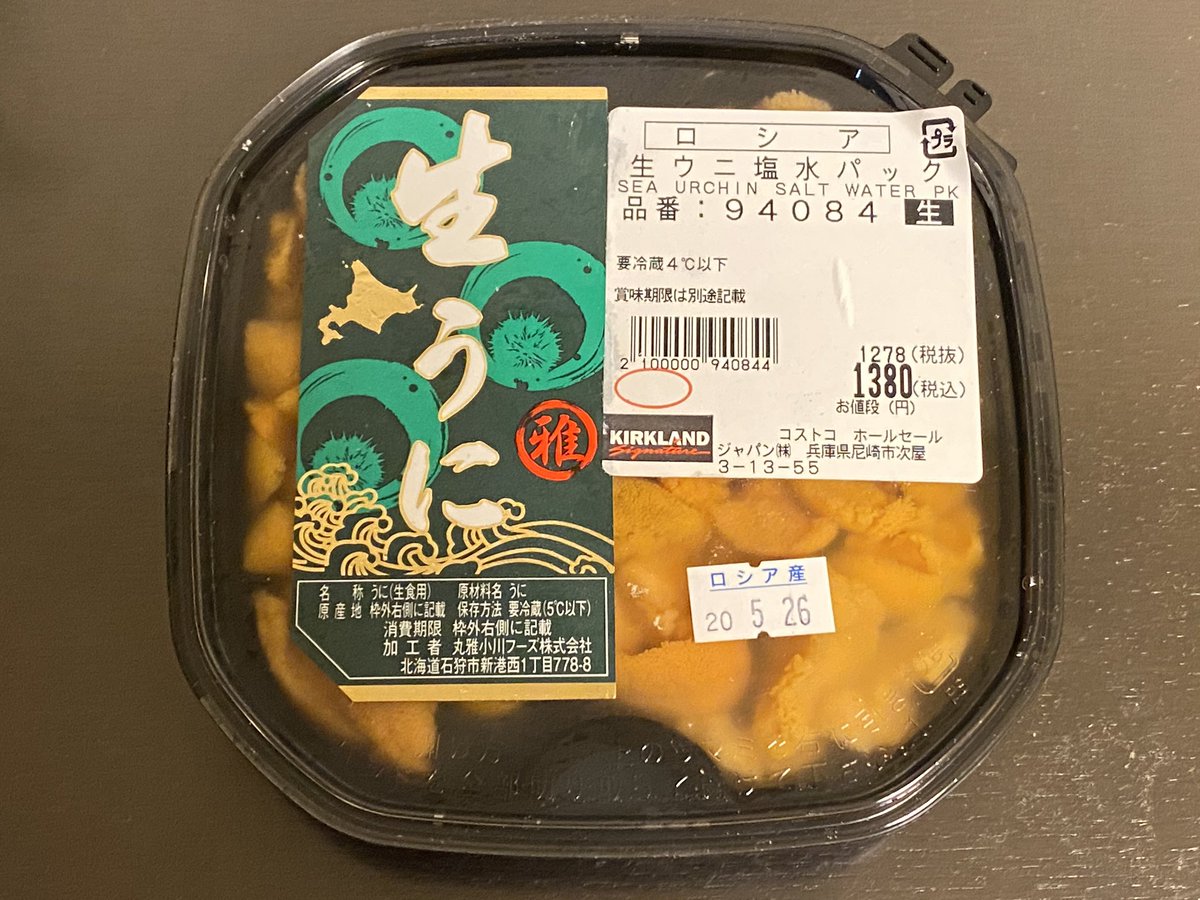 生うに
雅
名 称 うに(生食用) 原材料名 うに
原産地 枠外右側に記載 保存方法 要冷蔵(5℃以下)
消費期限 枠外右側に記載
加工者 丸雅小川フーズ株式会社
北海道石狩市新港西1丁目778-8
ロシア
プラ
生ウニ塩水パック
SEA URCHIN SALT WATER PK
品番:94084 生
要冷蔵4℃以下
賞味期限は別途記載
2 100000 940844
1278(税抜)
1380(税込)
お値段 (円)
KIRKLAND
Signature
コストコ ホールセール
ジャパン㈱ 兵庫県尼崎市次屋
3-13-55
ロシア産
20 5 26